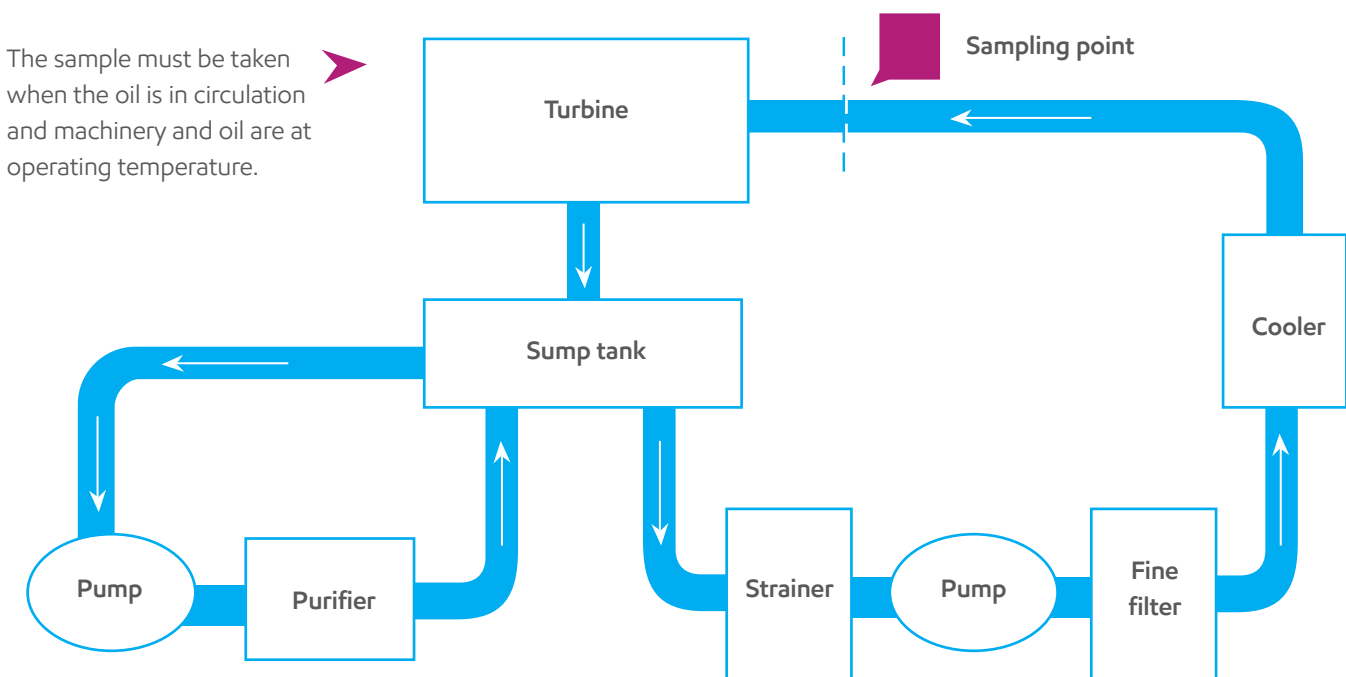 The sample must be taken
when the oil is in circulation
and machinery and oil are at
operating temperature.
Sampling point
Turbine
Cooler
Sump tank
Pump
Purifier
Strainer
Pump
Fine
filter